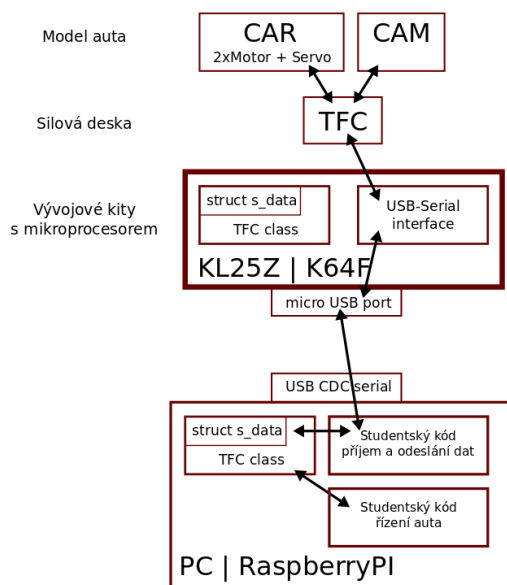 Model auta
CAR
2xMotor + Servo
CAM
Silová deska
TFC
Vývojové kity
s mikroprocesorem
struct s_data
TFC class
USB-Serial
interface
KL25Z | K64F
micro USB port
USB CDC serial
struct s_data
TFC class
Studentský kód
příjem a odeslání dat
Studentský kód
řízení auta
PC | RaspberryPI